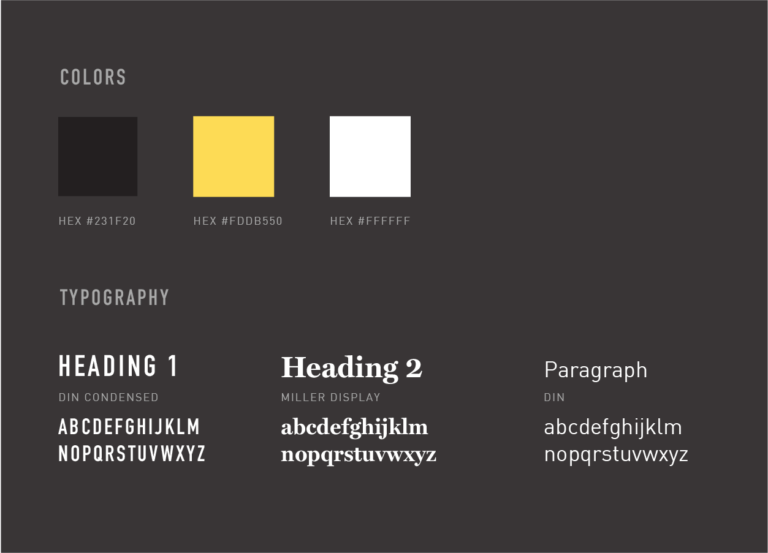 COLORS
HEX #231F20
HEX #FDDB550
HEX #FFFFFF
TYPOGRAPHY
HEADING 1
DIN CONDENSED
ABCDEFGHIJKLM
NOPQRSTUVWXYZ
Heading 2
MILLER DISPLAY
abcdefghijklm
nopqrstuvwxyz
Paragraph
DIN
abcdefghijklm
nopqrstuvwxyz